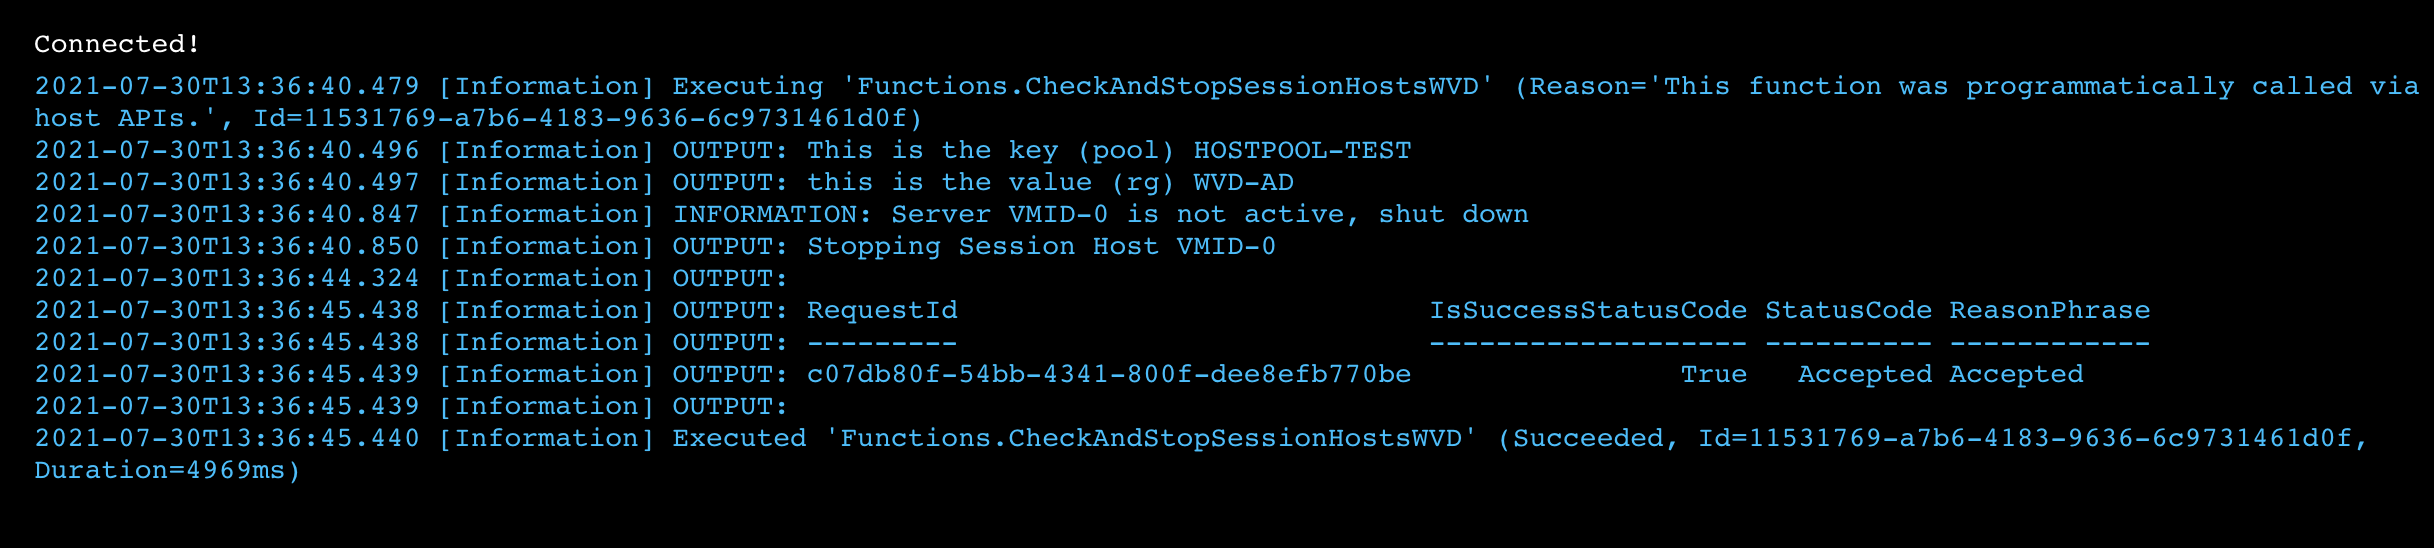 Connected!
2021-07-30T13:36:40.479 [Information] Executing 'Functions.CheckAndStopSessionHostsWVD' (Reason='This function was programmatically called via
host APIs.', Id=11531769-a7b6-4183-9636-6c9731461d0f)
2021-07-30T13:36:40.496 [Information] OUTPUT: This is the key (pool) HOSTPOOL-TEST
2021-07-30T13:36:40.497 [Information] OUTPUT: this is the value (rg) WVD-AD
2021-07-30T13:36:40.847 [Information] INFORMATION: Server VMID-0 is not active, shut down
2021-07-30T13:36:40.850 [Information] OUTPUT: Stopping Session Host VMID-0
2021-07-30T13:36:44.324 [Information] OUTPUT:
2021-07-30T13:36:45.438 [Information] OUTPUT: RequestId                            IsSuccessStatusCode StatusCode ReasonPhrase
2021-07-30T13:36:45.438 [Information] OUTPUT: ---------                            ------------------- ---------- ------------
2021-07-30T13:36:45.439 [Information] OUTPUT: c07db80f-54bb-4341-800f-dee8efb770be                True   Accepted Accepted
2021-07-30T13:36:45.439 [Information] OUTPUT:
2021-07-30T13:36:45.440 [Information] Executed 'Functions.CheckAndStopSessionHostsWVD' (Succeeded, Id=11531769-a7b6-4183-9636-6c9731461d0f,
Duration=4969ms)